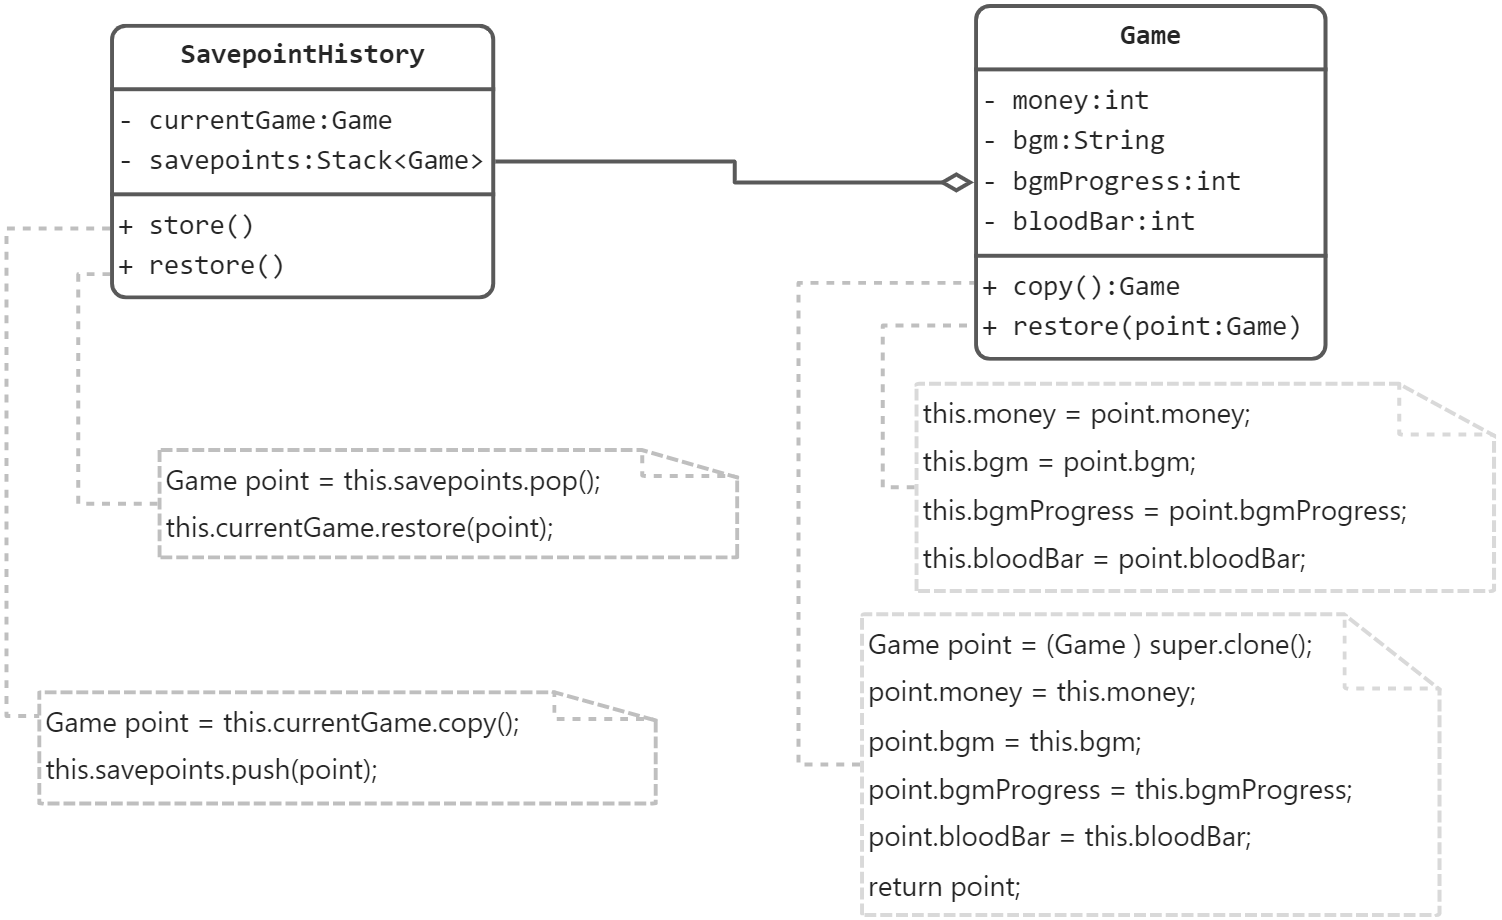 SavepointHistory
- currentGame:Game
- savepoints:Stack<Game>
+ store()
+ restore()
Game
- money:int
- bgm:String
- bgmProgress:int
- bloodBar:int
+ copy():Game
+ restore(point:Game)
this.money = point.money;
this.bgm = point.bgm;
this.bgmProgress = point.bgmProgress;
this.bloodBar = point.bloodBar;
Game point = this.savepoints.pop();
this.currentGame.restore(point);
Game point = (Game ) super.clone();
point.money = this.money;
point.bgm = this.bgm;
point.bgmProgress = this.bgmProgress;
point.bloodBar = this.bloodBar;
return point;
Game point = this.currentGame.copy();
this.savepoints.push(point);